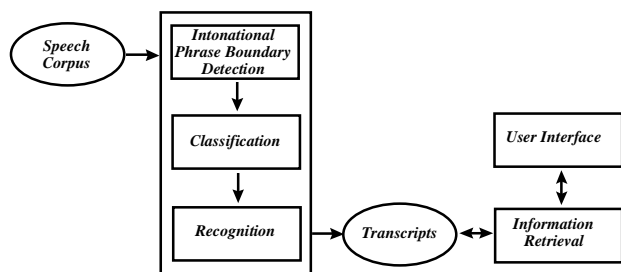 Speech
Corpus
Intonational
Phrase Boundary
Detection
Classification
Recognition
Transcripts
User Interface
Information
Retrieval